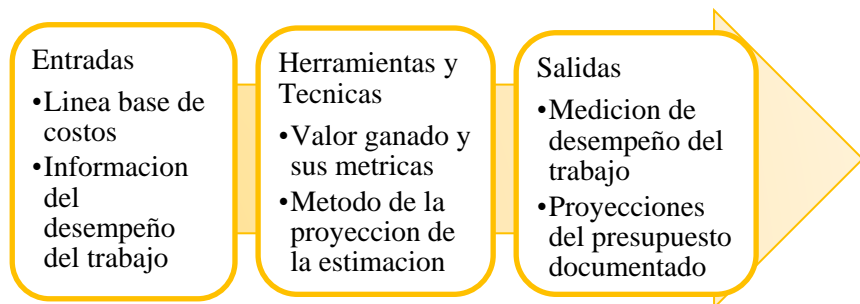 Entradas
•Linea base de
costos
•Informacion
del
desempeño
del trabajo
Herramientas y
Tecnicas
•Valor ganado y
sus metricas
•Metodo de la
proyeccion de
la estimacion
Salidas
•Medicion de
desempeño del
trabajo
•Proyecciones
del presupuesto
documentado